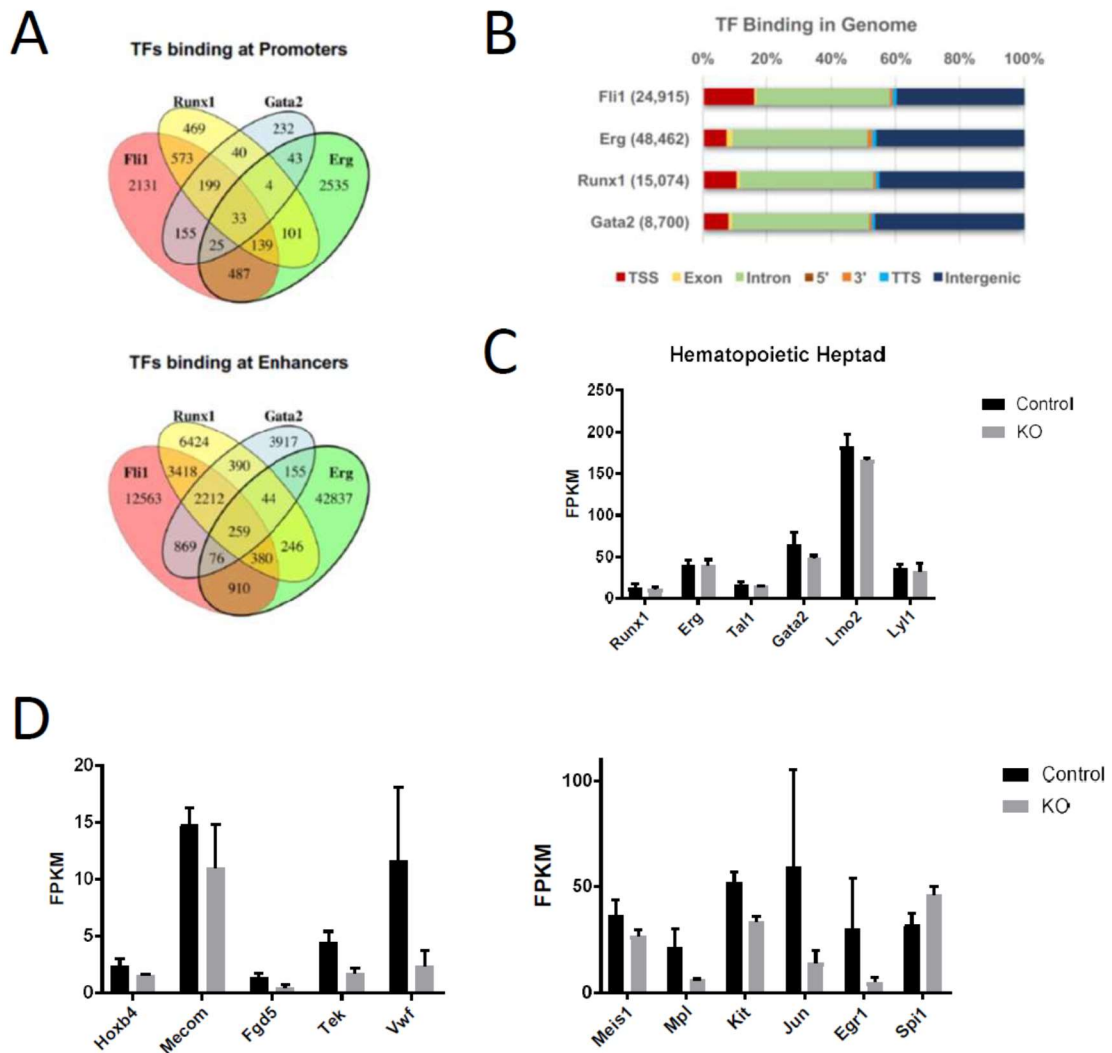 A
TFs binding at Promoters
Runx1
Gata2
469
232
Fli1
573
40
43
Erg
2131
199
4
2535
33
155
25
139
101
487
TFs binding at Enhancers
Runx1
Gata2
6424
3917
Fli1
3418
390
155
Erg
12563
2212
44
42837
259
869
76
380
246
910
B
TF Binding in Genome
0% 20% 40% 60% 80% 100%
Fli1 (24,915)
Erg (48,462)
Runx1 (15,074)
Gata2 (8,700)
TSS Exon Intron 5' 3' TTS Intergenic
C
Hematopoietic Heptad
250
200
150
100
50
0
FPKM
Control
KO
Runx1
Erg
Tal1
Gata2
Lmo2
Lyl1
D
20
15
10
5
0
FPKM
Hoxb4
Mecom
Fgd5
Tek
Vwf
100
50
0
FPKM
Control
KO
Meis1
Mpl
Kit
Jun
Egr1
Spi1